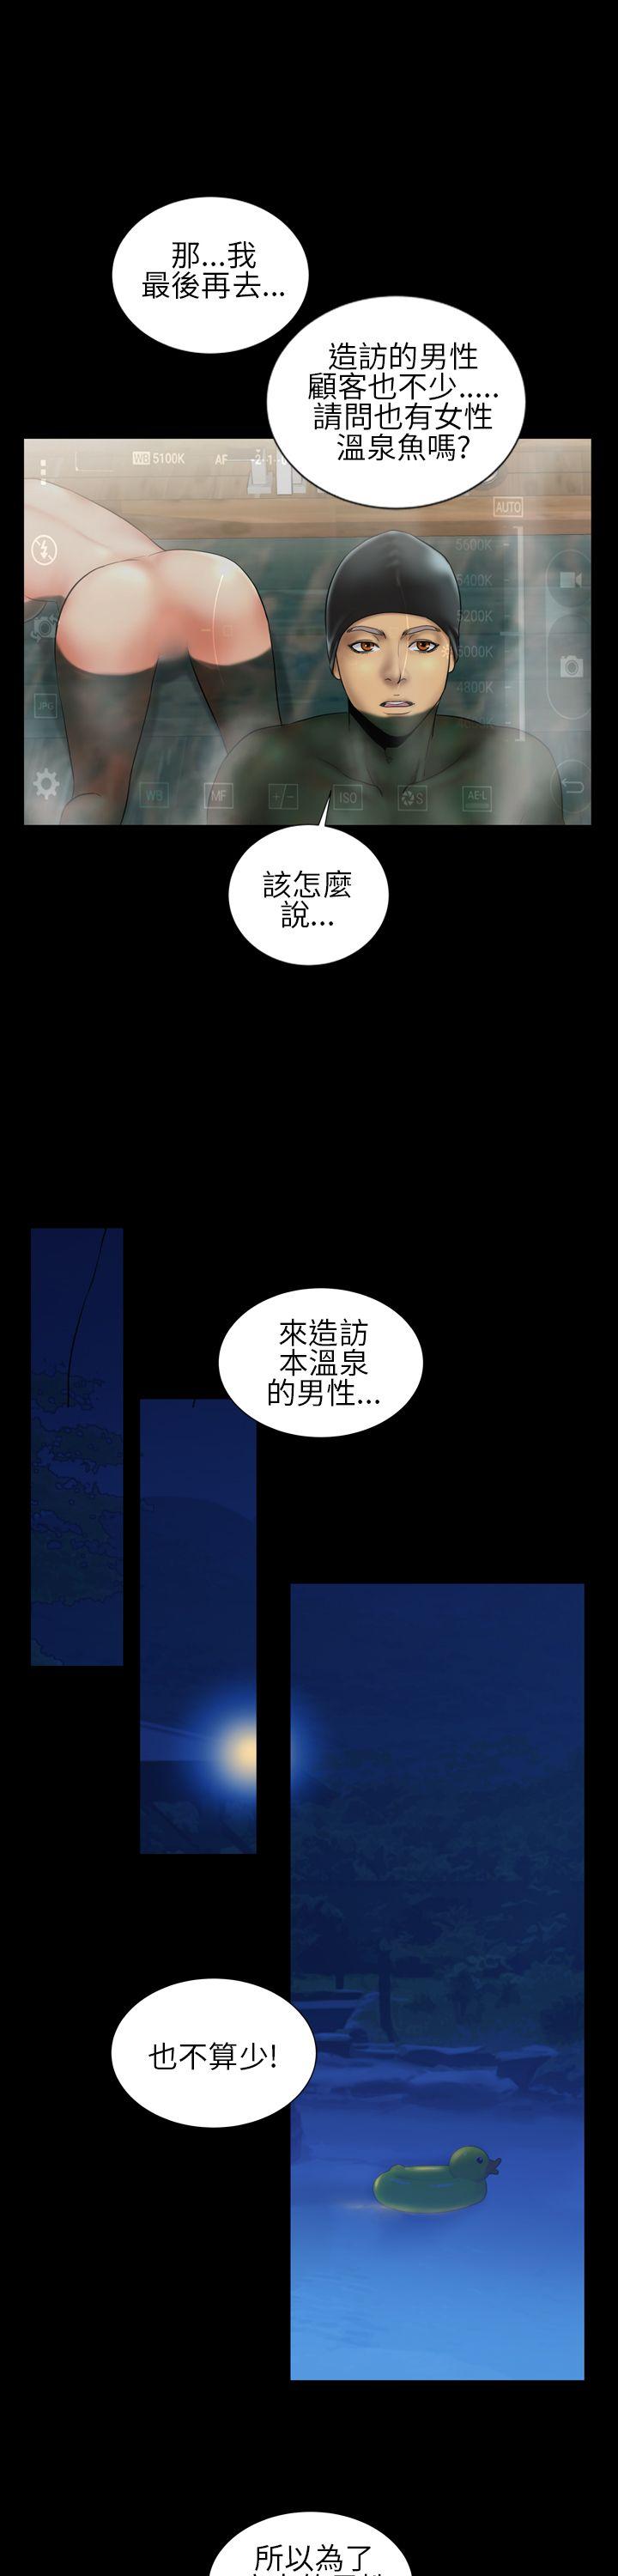 那...我
最後再去...
造訪的男性
顧客也不少.....
請問也有女性
溫泉魚嗎?
WB 5100K
AF
AUTO
5600K
5400K
5200K
5000K
4800K
JPG
WB
MF
+/-
ISO
S
AE-L
該怎麼
說...
來造訪
本溫泉
的男性...
也不算少!
所以為了